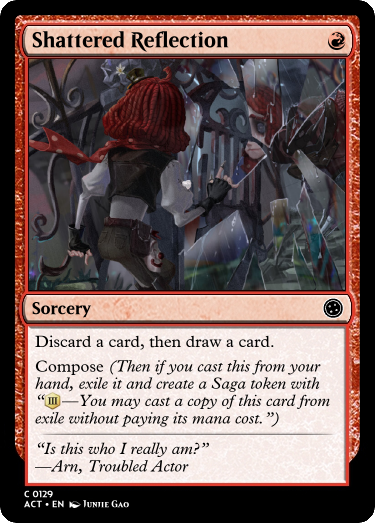 Shattered Reflection
Sorcery
Discard a card, then draw a card.
Compose (Then if you cast this from your
hand, exile it and create a Saga token with
“III—You may cast a copy of this card from
exile without paying its mana cost.”)
“Is this who I really am?”
—Arn, Troubled Actor
C 0129
ACT • EN Junjie Gao